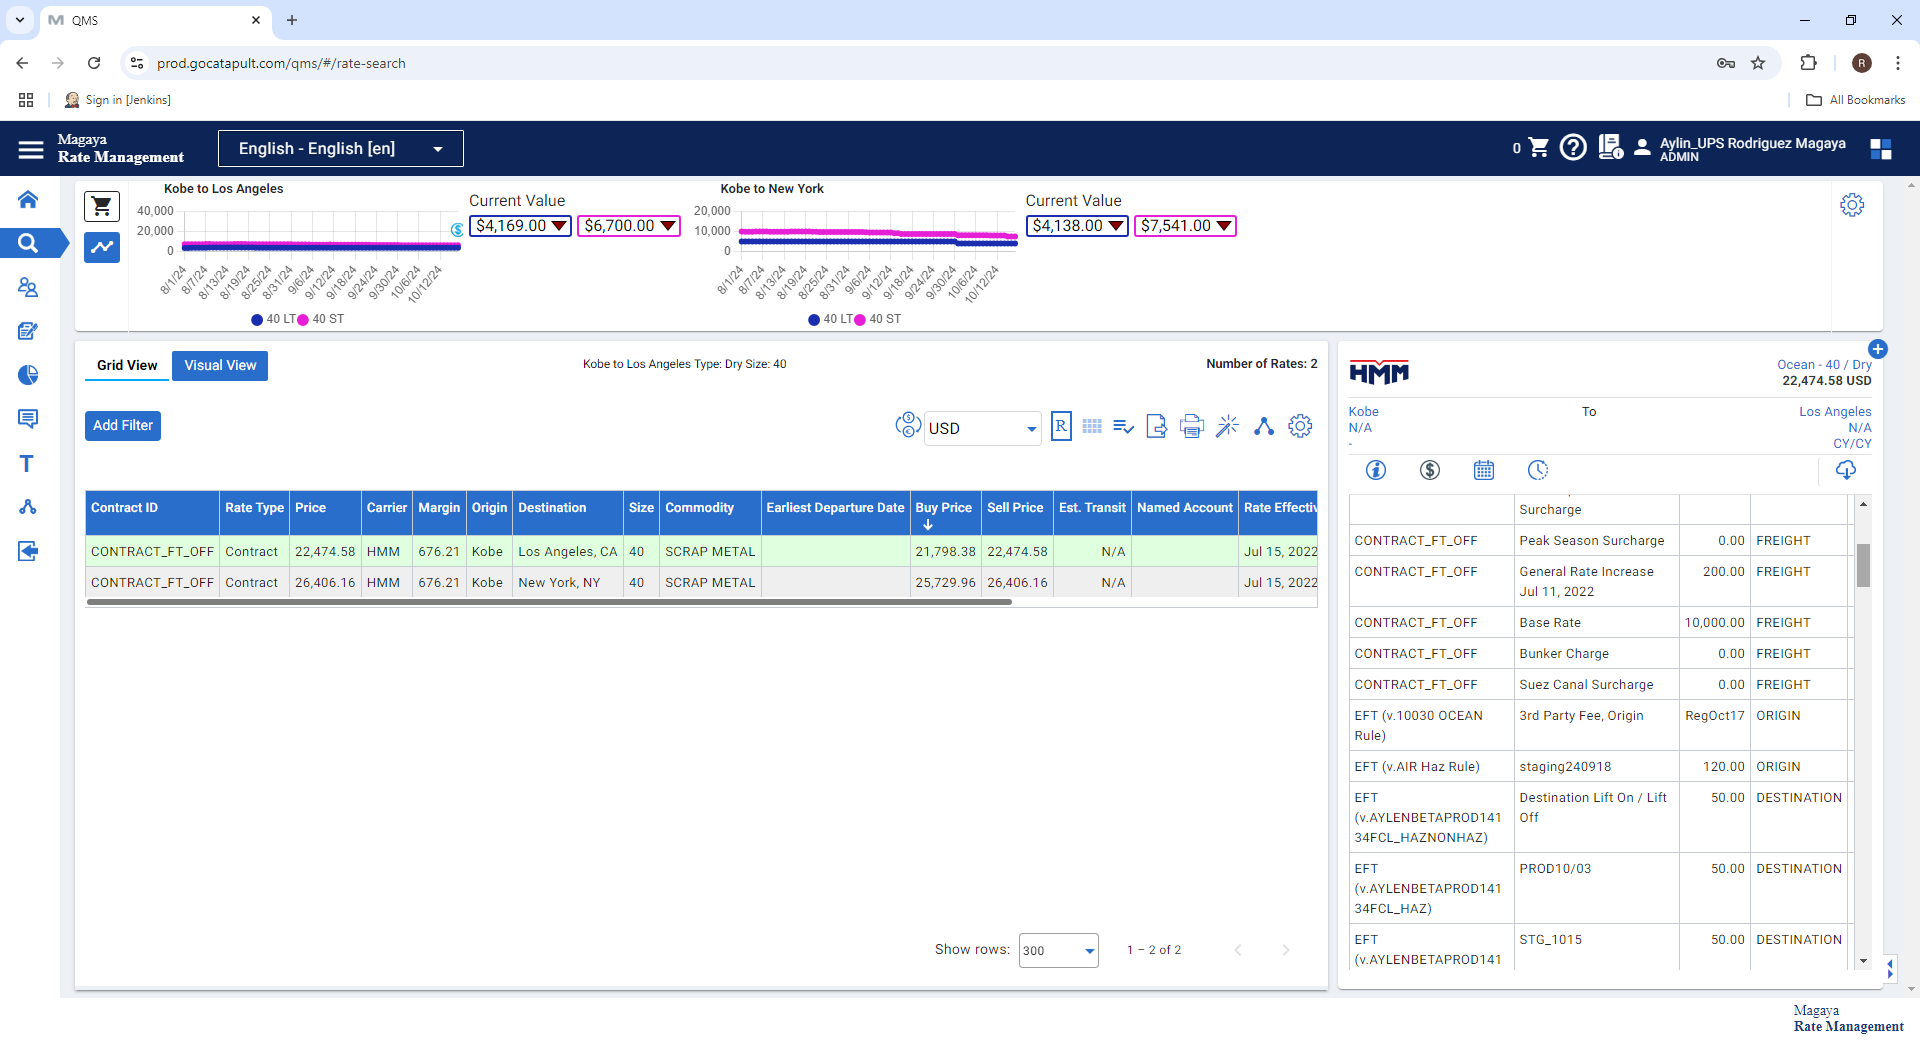 QMS
prod.gocatapult.com/qms/#/rate-search
R
Sign in [Jenkins]
All Bookmarks
Magaya
Rate Management
English - English [en]
0
Aylin_UPS Rodriguez Magaya
ADMIN
Kobe to Los Angeles
40,000
20,000
0
8/1/24
8/7/24
8/13/24
8/19/24
8/25/24
8/31/24
9/6/24
9/12/24
9/18/24
9/24/24
9/30/24
10/6/24
10/12/24
40 LT
40 ST
Current Value
$4,169.00
$6,700.00
Kobe to New York
20,000
10,000
0
8/1/24
8/7/24
8/13/24
8/19/24
8/25/24
8/31/24
9/6/24
9/12/24
9/18/24
9/24/24
9/30/24
10/6/24
10/12/24
40 LT
40 ST
Current Value
$4,138.00
$7,541.00
Grid View
Visual View
Kobe to Los Angeles Type: Dry Size: 40
Number of Rates: 2
Add Filter
USD
R
Contract ID Rate Type Price Carrier Margin Origin Destination Size Commodity Earliest Departure Date Buy Price Sell Price Est. Transit Named Account Rate Effectiv
CONTRACT_FT_OFF Contract 22,474.58 HMM 676.21 Kobe Los Angeles, CA 40 SCRAP METAL 21,798.38 22,474.58 N/A Jul 15, 2022
CONTRACT_FT_OFF Contract 26,406.16 HMM 676.21 Kobe New York, NY 40 SCRAP METAL 25,729.96 26,406.16 N/A Jul 15, 2022
Show rows:
300
1 – 2 of 2
HMM
Ocean - 40 / Dry
22,474.58 USD
Kobe To Los Angeles
N/A N/A
- CY/CY
Surcharge
CONTRACT_FT_OFF Peak Season Surcharge 0.00 FREIGHT
CONTRACT_FT_OFF General Rate Increase 200.00 FREIGHT
Jul 11, 2022
CONTRACT_FT_OFF Base Rate 10,000.00 FREIGHT
CONTRACT_FT_OFF Bunker Charge 0.00 FREIGHT
CONTRACT_FT_OFF Suez Canal Surcharge 0.00 FREIGHT
EFT (v.10030 OCEAN 3rd Party Fee, Origin RegOct17 ORIGIN
Rule)
EFT (v.AIR Haz Rule) staging240918 120.00 ORIGIN
EFT Destination Lift On / Lift 50.00 DESTINATION
(v.AYLENBETAPROD141 Off
34FCL_HAZNONHAZ)
EFT PROD10/03 50.00 DESTINATION
(v.AYLENBETAPROD141
34FCL_HAZ)
EFT STG_1015 50.00 DESTINATION
(v.AYLENBETAPROD141
Magaya
Rate Management